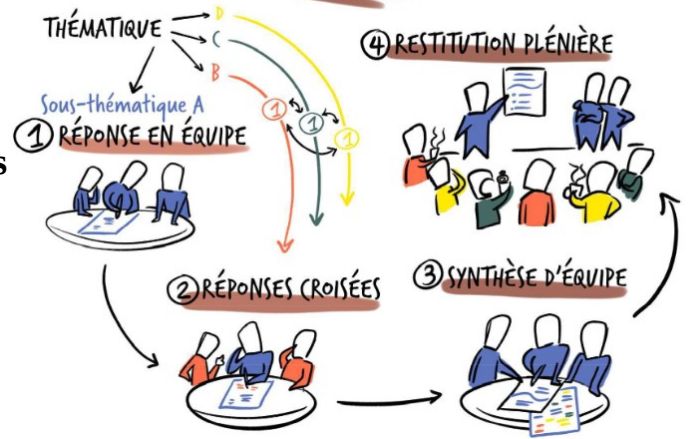 THÉMATIQUE
D
C
B
Sous-thématique A
① RÉPONSE EN ÉQUIPE
1
1
1
② RÉPONSES CROISÉES
③ SYNTHÈSE D'ÉQUIPE
④ RESTITUTION PLÉNIÈRE
s